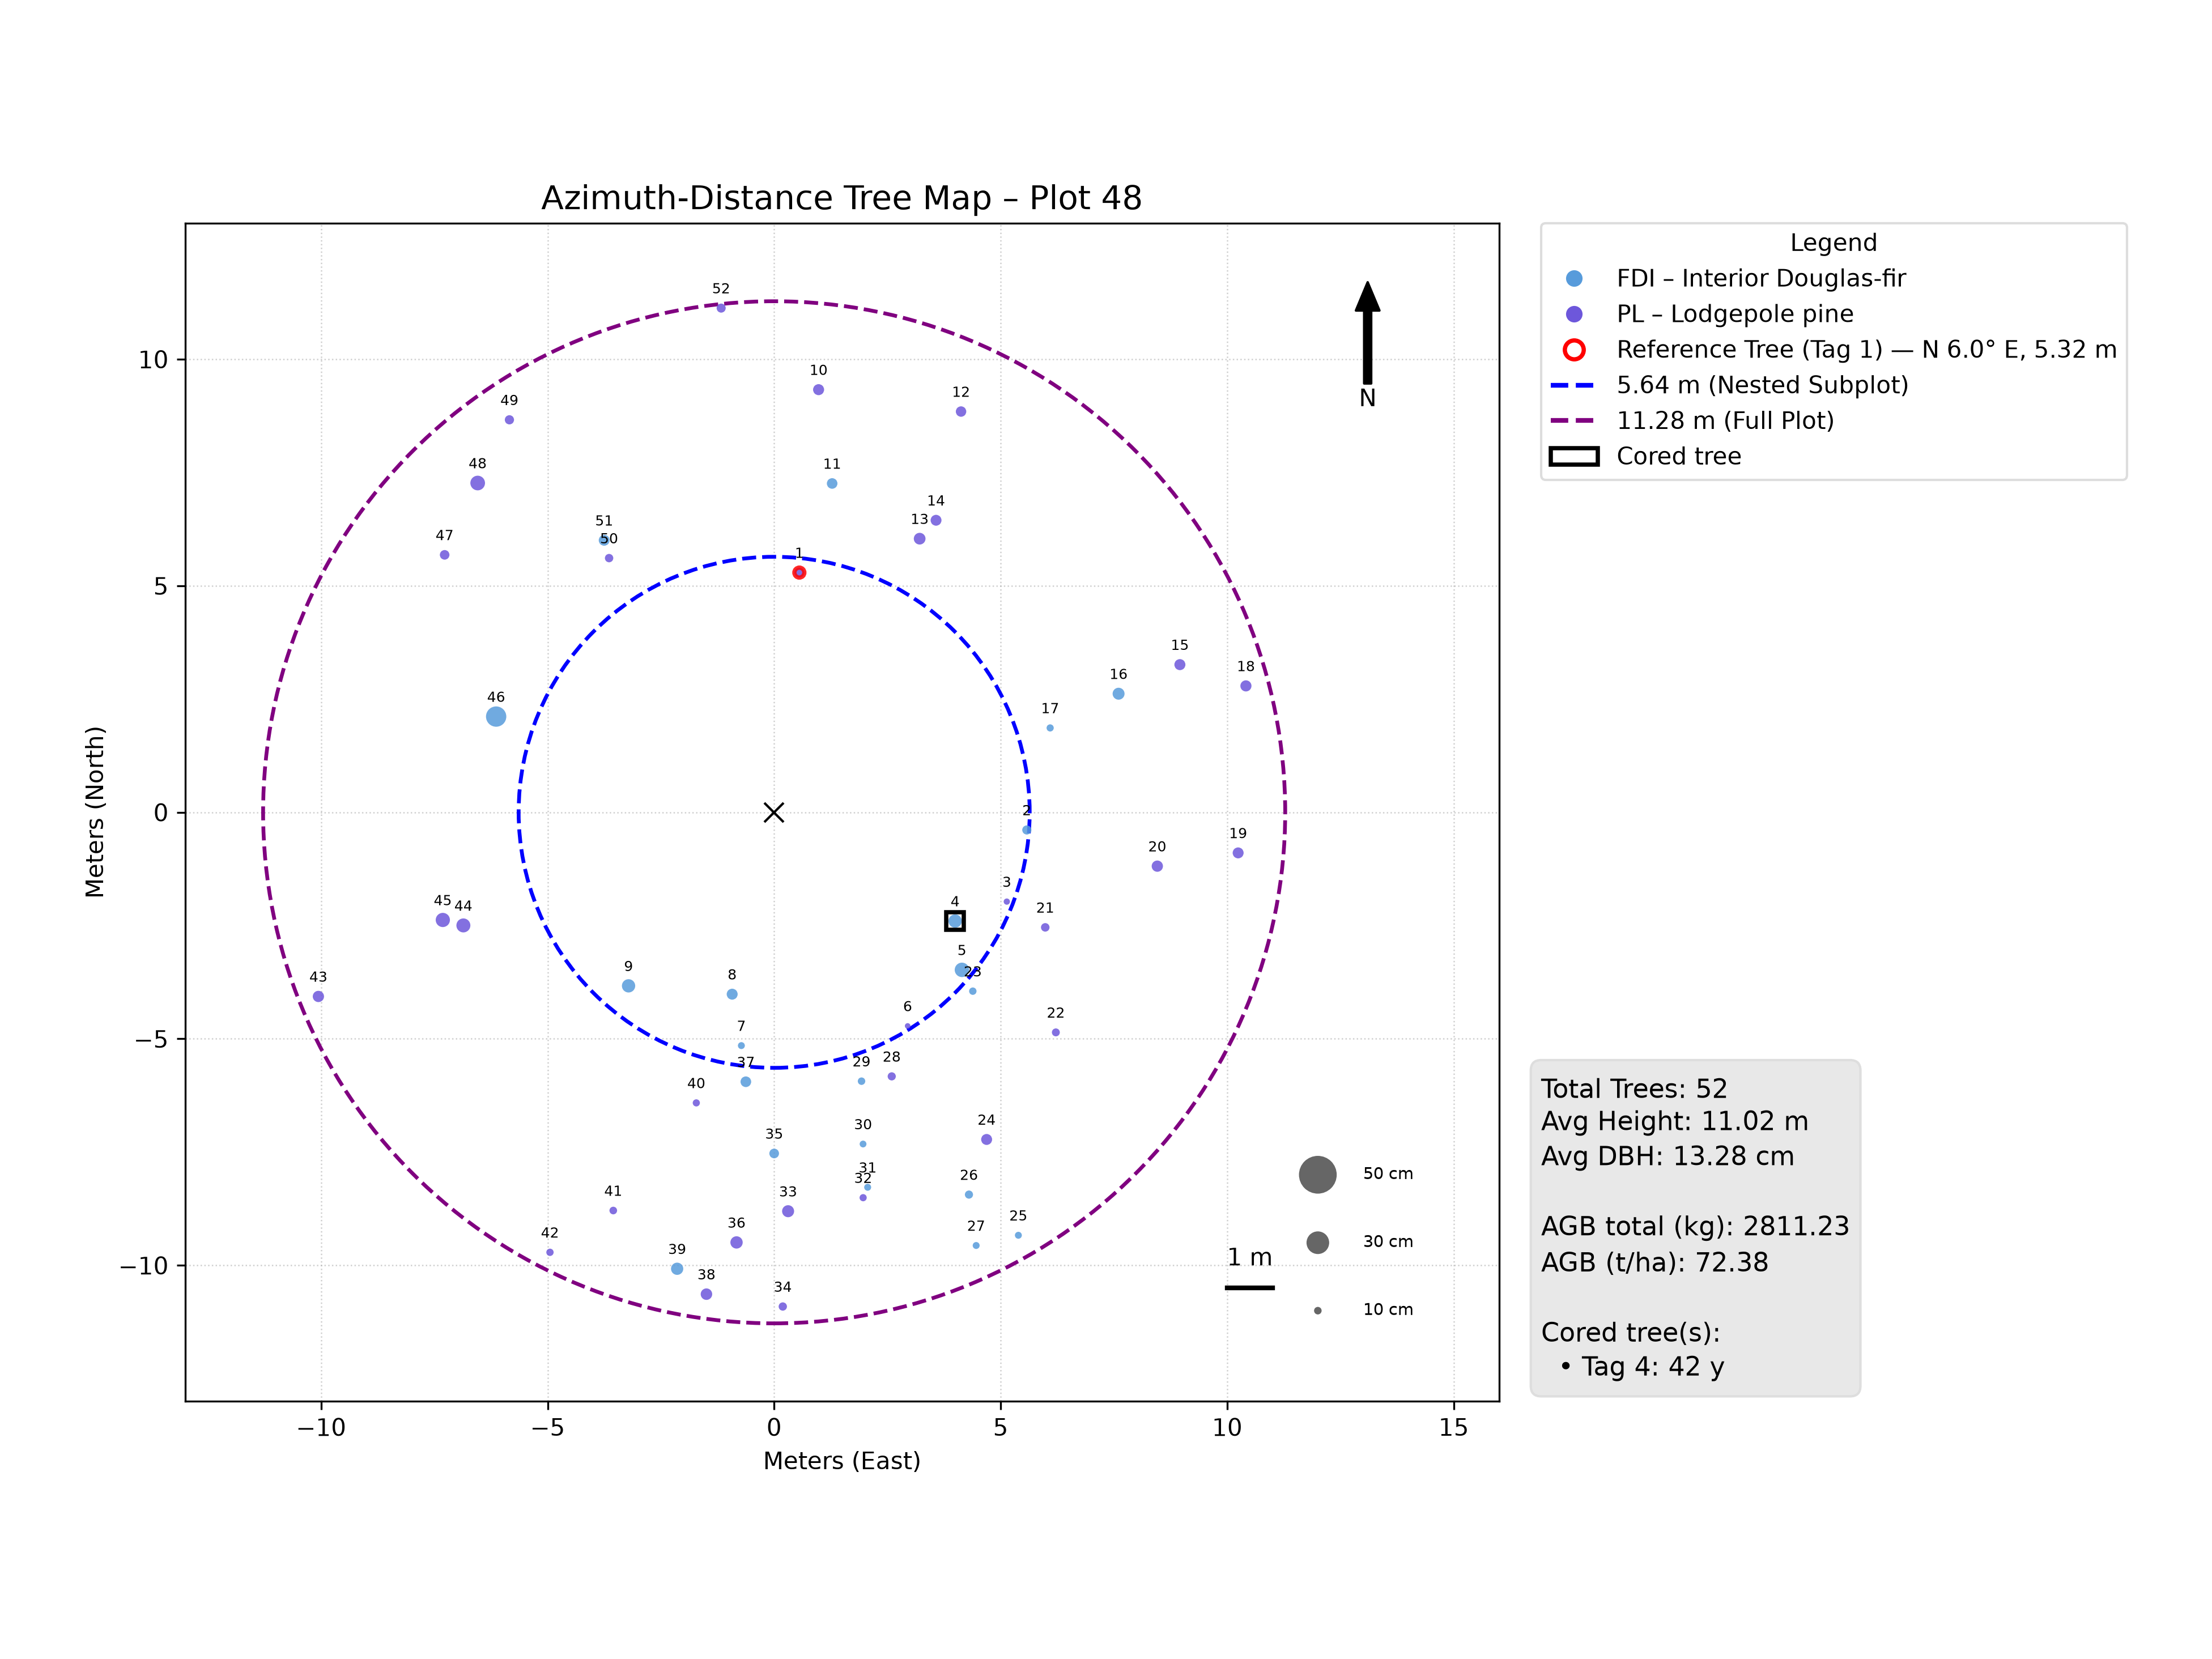 Azimuth-Distance Tree Map – Plot 48
Legend
FDI – Interior Douglas-fir
PL – Lodgepole pine
Reference Tree (Tag 1) — N 6.0° E, 5.32 m
5.64 m (Nested Subplot)
11.28 m (Full Plot)
Cored tree
N
52
10
12
49
11
48
14
13
51
50
47
1
15
18
16
17
46
2
19
20
3
21
4
45
44
5
23
43
9
8
6
22
7
37
29
28
40
24
30
35
31
32
26
41
33
25
27
42
36
39
38
34
10
5
0
−5
−10
Meters (North)
−10
−5
0
5
10
15
Meters (East)
50 cm
30 cm
10 cm
1 m
Total Trees: 52
Avg Height: 11.02 m
Avg DBH: 13.28 cm
AGB total (kg): 2811.23
AGB (t/ha): 72.38
Cored tree(s):
• Tag 4: 42 y